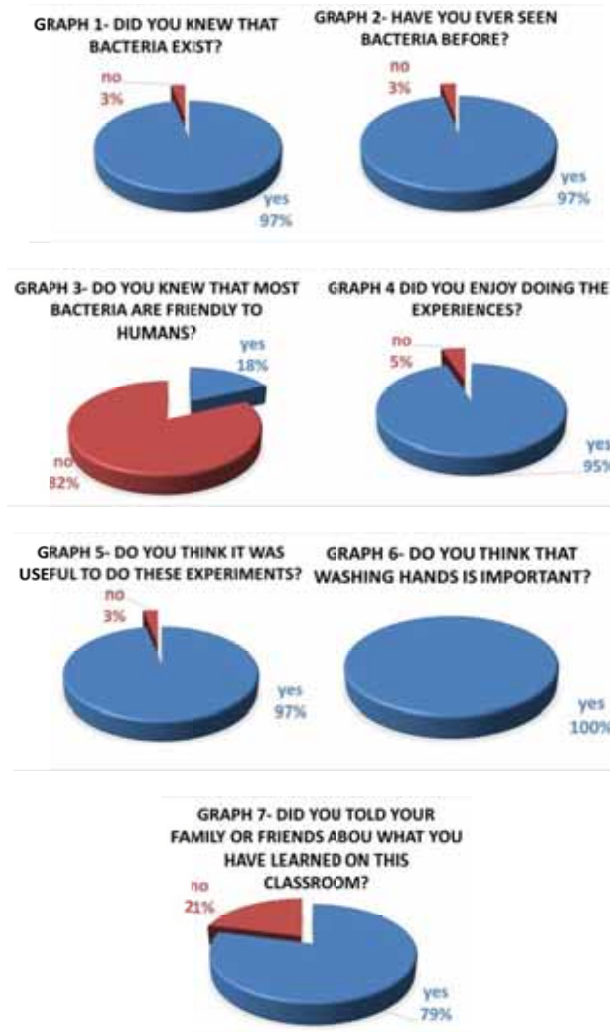 GRAPH 1- DID YOU KNEW THAT
BACTERIA EXIST?
no
3%
yes
97%
GRAPH 2- HAVE YOU EVER SEEN
BACTERIA BEFORE?
no
3%
yes
97%
GRAPH 3- DO YOU KNEW THAT MOST
BACTERIA ARE FRIENDLY TO
HUMANS?
yes
18%
no
82%
GRAPH 4 DID YOU ENJOY DOING THE
EXPERIENCES?
no
5%
yes
95%
GRAPH 5- DO YOU THINK IT WAS
USEFUL TO DO THESE EXPERIMENTS?
no
3%
yes
97%
GRAPH 6- DO YOU THINK THAT
WASHING HANDS IS IMPORTANT?
yes
100%
GRAPH 7- DID YOU TOLD YOUR
FAMILY OR FRIENDS ABOU WHAT YOU
HAVE LEARNED ON THIS
CLASSROOM?
no
21%
yes
79%